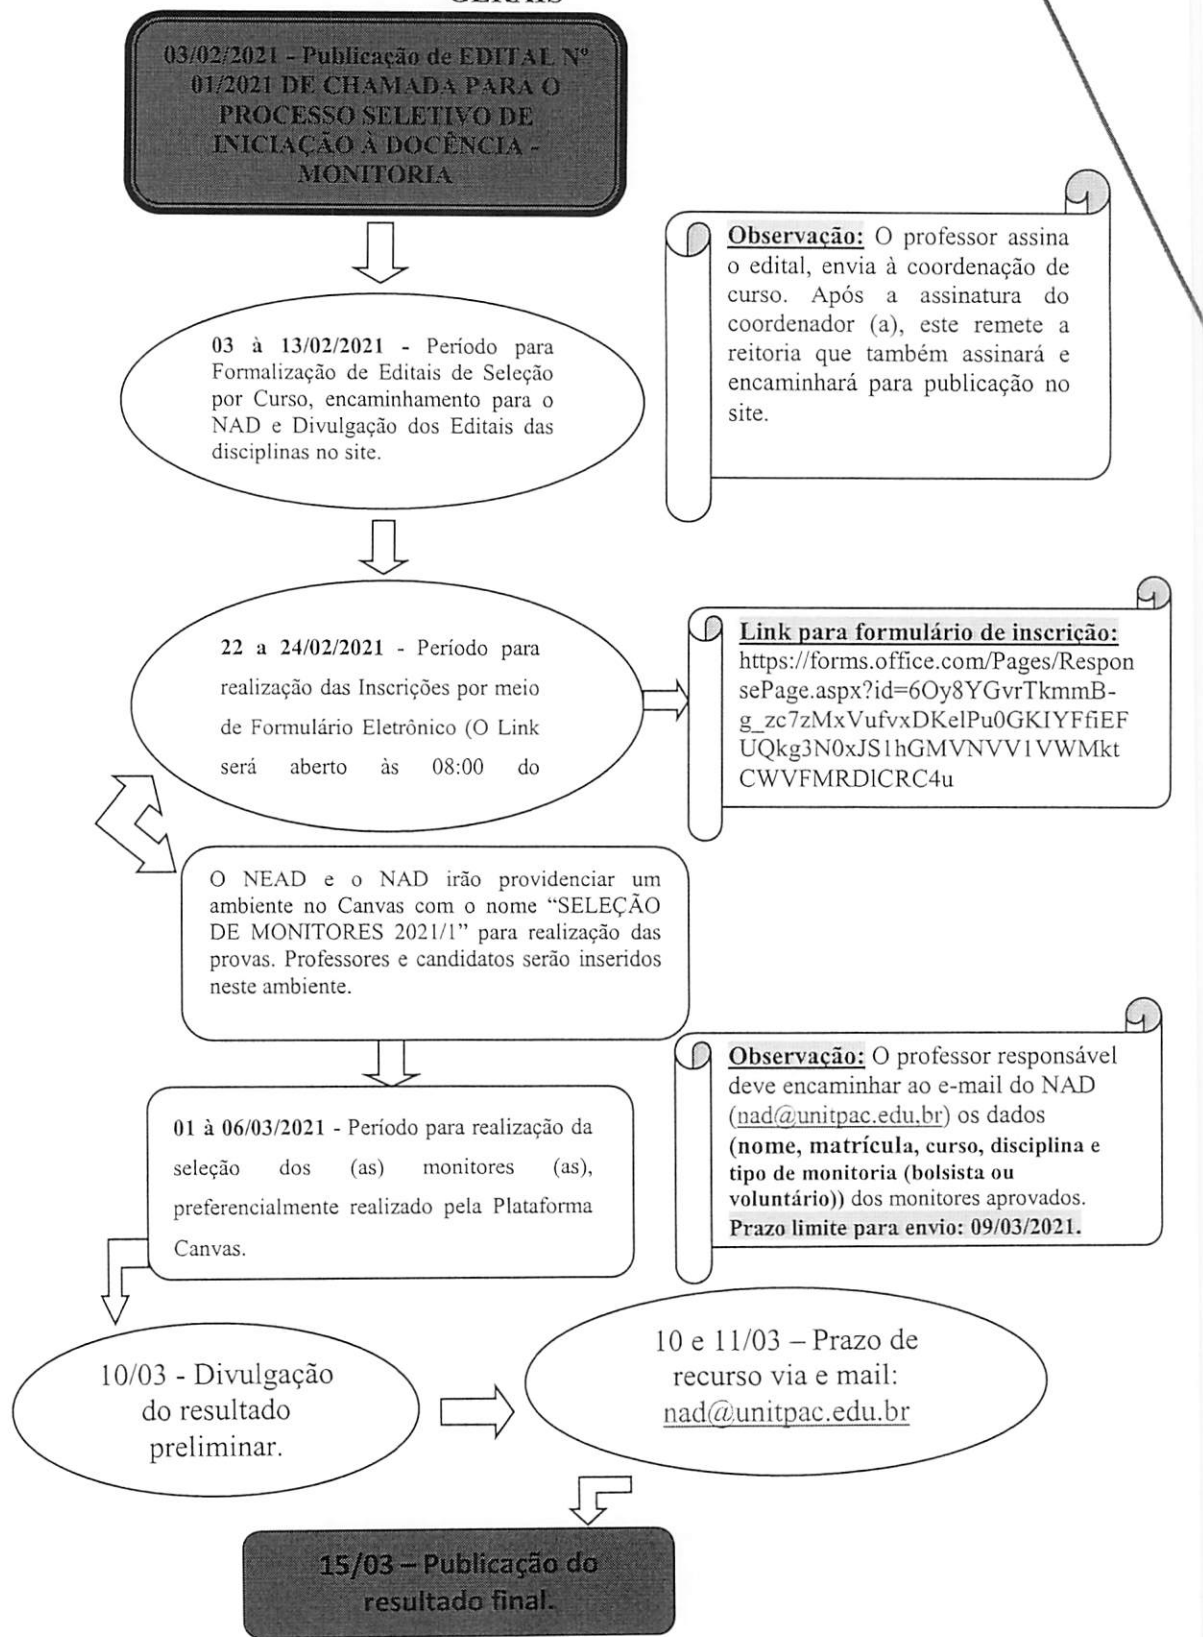 GERAIS
03/02/2021 - Publicação de EDITAL Nº
01/2021 DE CHAMADA PARA O
PROCESSO SELETIVO DE
INICIAÇÃO À DOCÊNCIA -
MONITORIA
Observação: O professor assina
o edital, envia à coordenação de
curso. Após a assinatura do
coordenador (a), este remete a
reitoria que também assinará e
encaminhará para publicação no
site.
03 à 13/02/2021 - Período para
Formalização de Editais de Seleção
por Curso, encaminhamento para o
NAD e Divulgação dos Editais das
disciplinas no site.
22 a 24/02/2021 - Período para
realização das Inscrições por meio
de Formulário Eletrônico (O Link
será aberto às 08:00 do
Link para formulário de inscrição:
https://forms.office.com/Pages/Respon
sePage.aspx?id=6Oy8YGvrTkmmB-
g_zc7zMxVufvxDKelPu0GKIYFfiEF
UQkg3N0xJS1hGMVNVV1VWMkt
CWVFMRDlCRC4u
O NEAD e o NAD irão providenciar um
ambiente no Canvas com o nome “SELEÇÃO
DE MONITORES 2021/1” para realização das
provas. Professores e candidatos serão inseridos
neste ambiente.
01 à 06/03/2021 - Período para realização da
seleção dos (as) monitores (as),
preferencialmente realizado pela Plataforma
Canvas.
Observação: O professor responsável
deve encaminhar ao e-mail do NAD
(nad@unitpac.edu.br) os dados
(nome, matrícula, curso, disciplina e
tipo de monitoria (bolsista ou
voluntário)) dos monitores aprovados.
Prazo limite para envio: 09/03/2021.
10/03 - Divulgação
do resultado
preliminar.
10 e 11/03 – Prazo de
recurso via e mail:
nad@unitpac.edu.br
15/03 – Publicação do
resultado final.